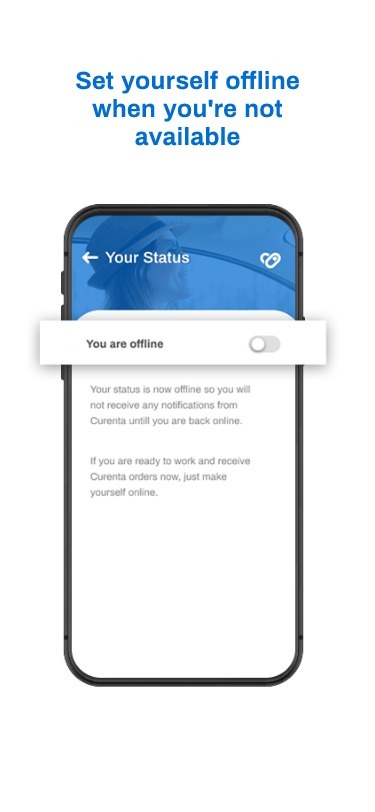 Set yourself offline
when you're not
available
Your Status
You are offline
Your status is now offline so you will
not receive any notifications from
Curenta untill you are back online.
If you are ready to work and receive
Curenta orders now, just make
yourself online.